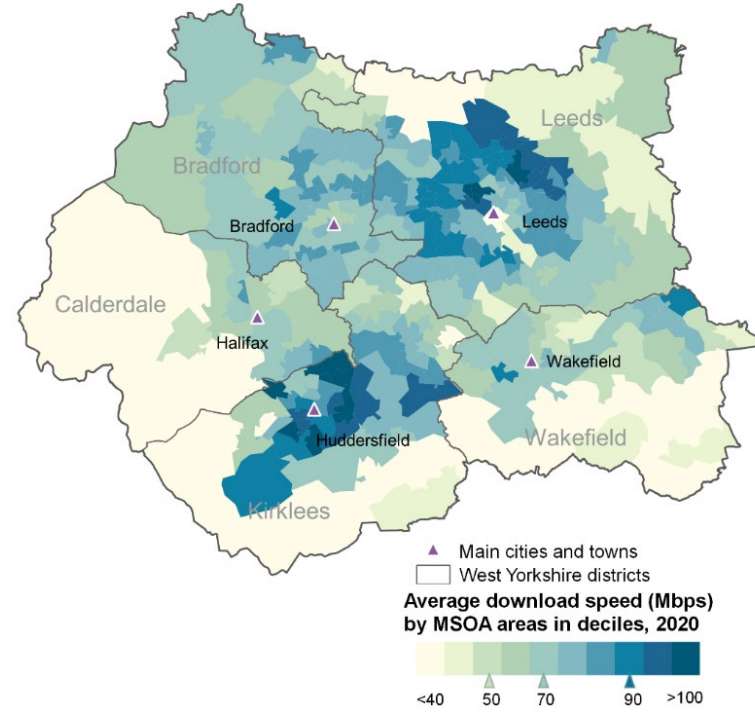 Leeds
Bradford
Bradford
Leeds
Calderdale
Halifax
Wakefield
Huddersfield
Wakefield
Kirklees
Main cities and towns
West Yorkshire districts
Average download speed (Mbps)
by MSOA areas in deciles, 2020
<40 50 70 90 >100